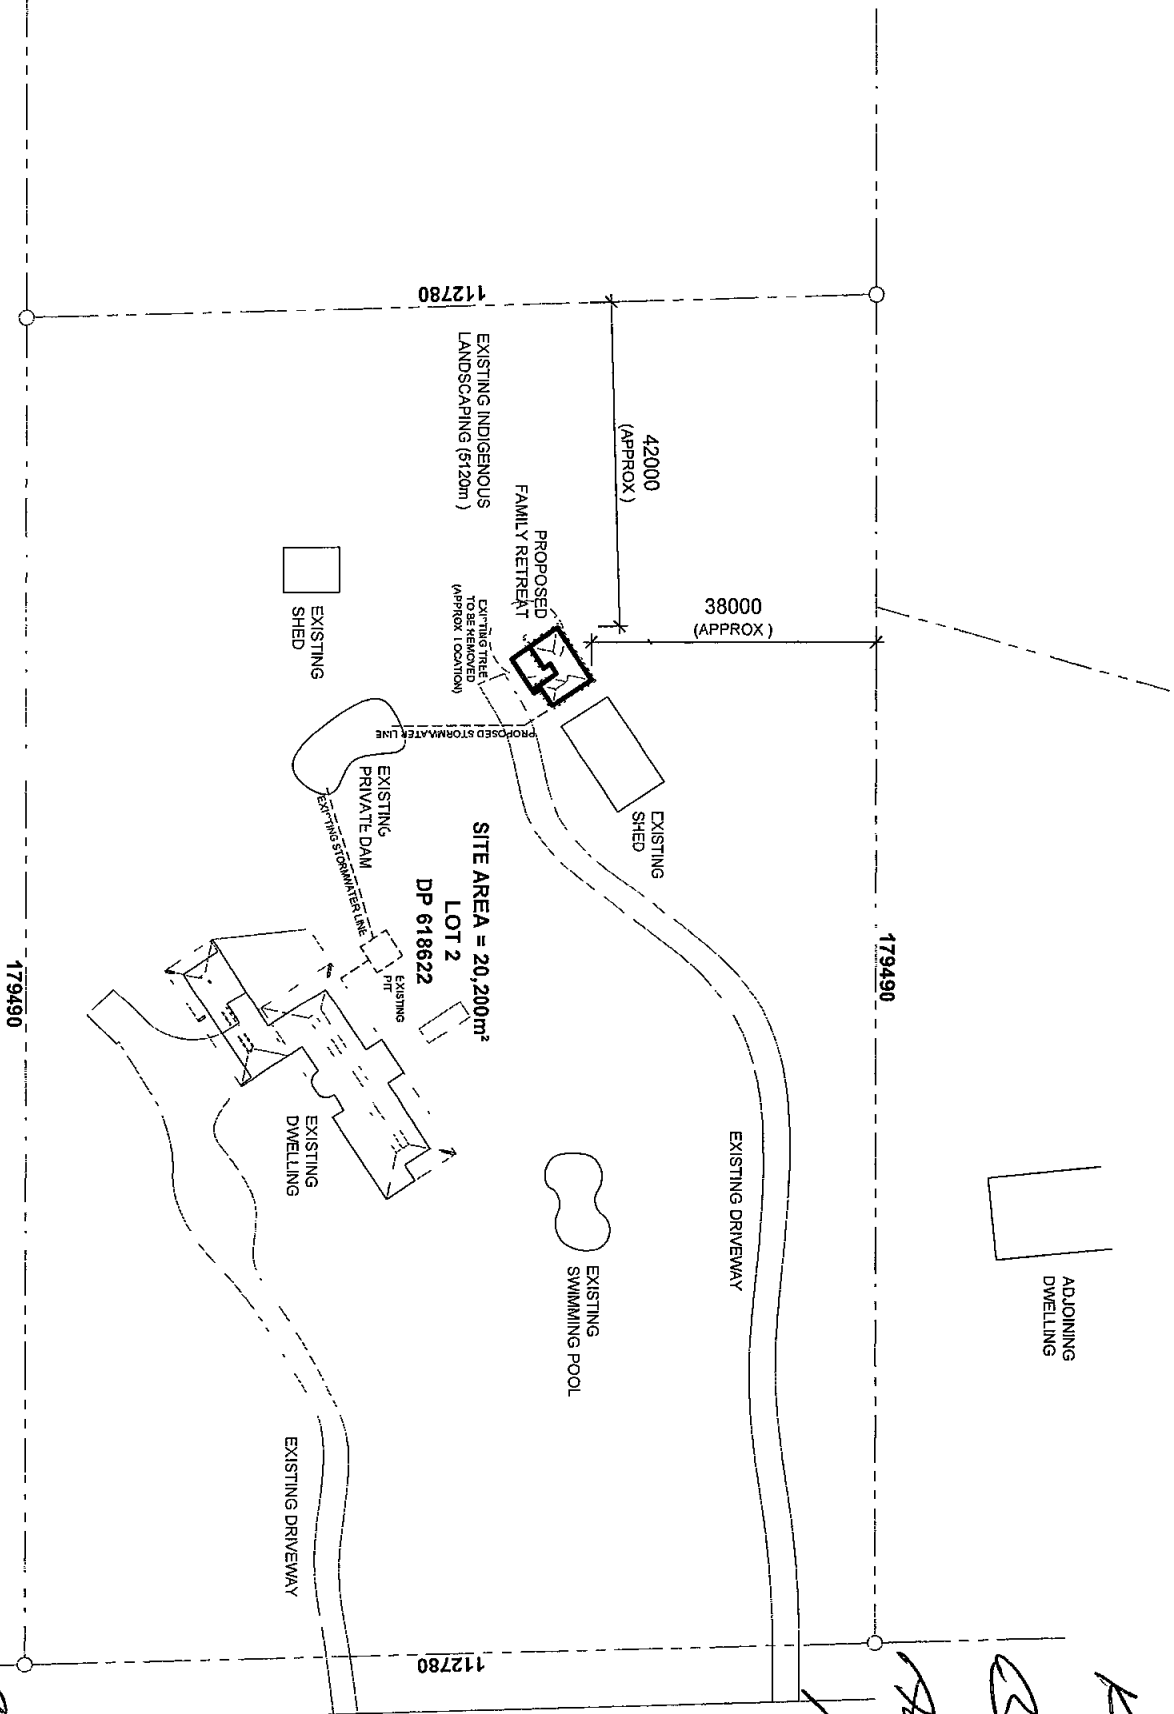 112780
EXISTING INDIGENOUS
LANDSCAPING (5120m )
42000
(APPROX )
PROPOSED
FAMILY RETREAT
38000
(APPROX )
EXISTING TREE
TO BE REMOVED
(APPROX LOCATION)
EXISTING
SHED
PROPOSED STORMWATER LINE
EXISTING
SHED
EXISTING
PRIVATE DAM
EXISTING STORMWATER LINE
SITE AREA = 20,200m²
LOT 2
DP 618622
EXISTING
PIT
179490
179490
EXISTING
DWELLING
EXISTING DRIVEWAY
EXISTING
SWIMMING POOL
ADJOINING
DWELLING
EXISTING DRIVEWAY
112780